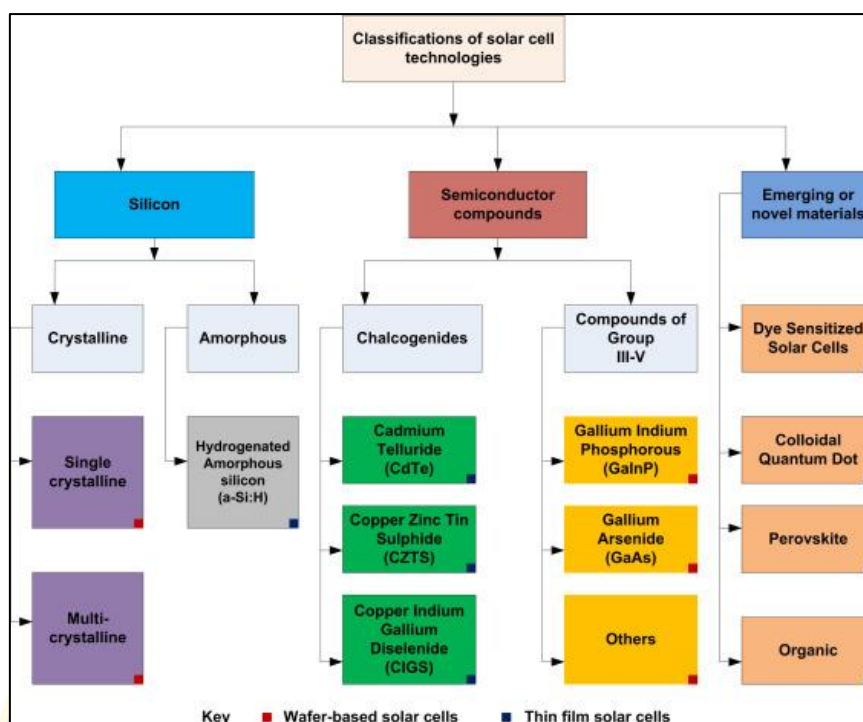 Classifications of solar cell
technologies
Silicon
Semiconductor
compounds
Emerging or
novel materials
Crystalline
Amorphous
Chalcogenides
Compounds of
Group
III-V
Dye Sensitized
Solar Cells
Single
crystalline
Hydrogenated
Amorphous
silicon
(a-Si:H)
Cadmium
Telluride
(CdTe)
Gallium Indium
Phosphorous
(GaInP)
Colloidal
Quantum Dot
Copper Zinc Tin
Sulphide
(CZTS)
Gallium
Arsenide
(GaAs)
Perovskite
Multi-
crystalline
Copper Indium
Gallium
Diselenide
(CIGS)
Others
Organic
Key Wafer-based solar cells Thin film solar cells